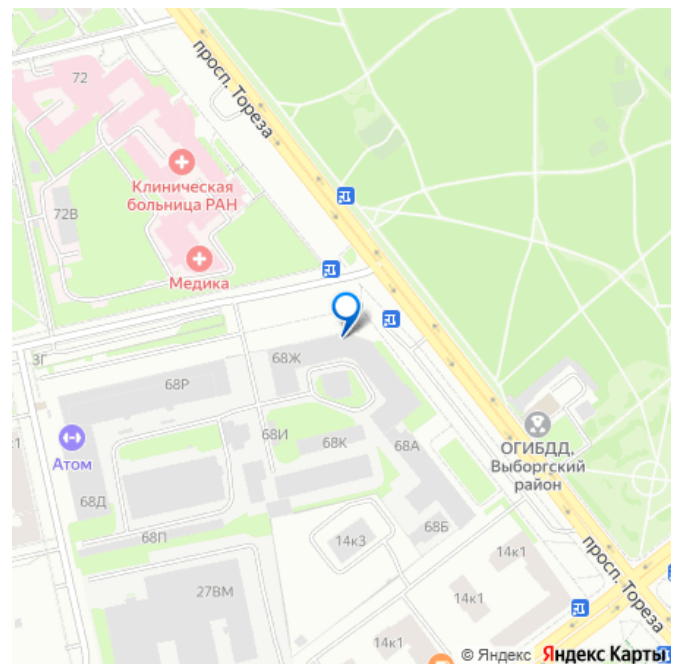 просп. Тореза
72
Клиническая
больница РАН
72В
Медика
3Г
68Ж
68Р
68И
68К
68А
ОГИБДД,
Выборгский
район
Атом
68Д
68П
68Б
14к3
14к1
просп. Тореза
27ВМ
14к1
14к1
© Яндекс Яндекс Карты